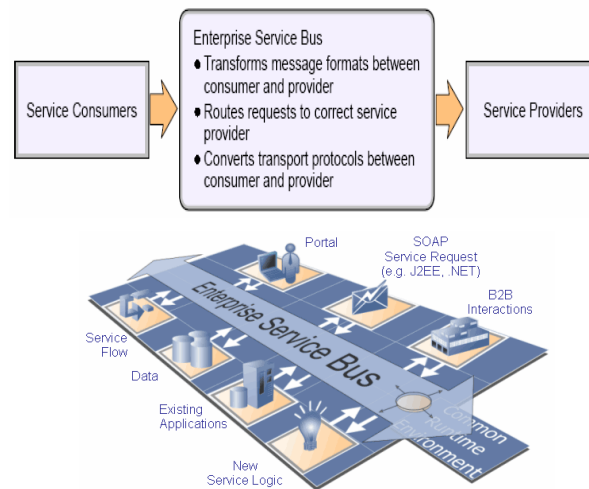 Enterprise Service Bus
● Transforms message formats between
consumer and provider
● Routes requests to correct service
provider
● Converts transport protocols between
consumer and provider
Service Consumers
Service Providers
Portal
SOAP
Service Request
(e.g. J2EE, .NET)
B2B
Interactions
Enterprise Service Bus
Service
Flow
Data
Existing
Applications
New
Service Logic
Common
Runtime
Environment